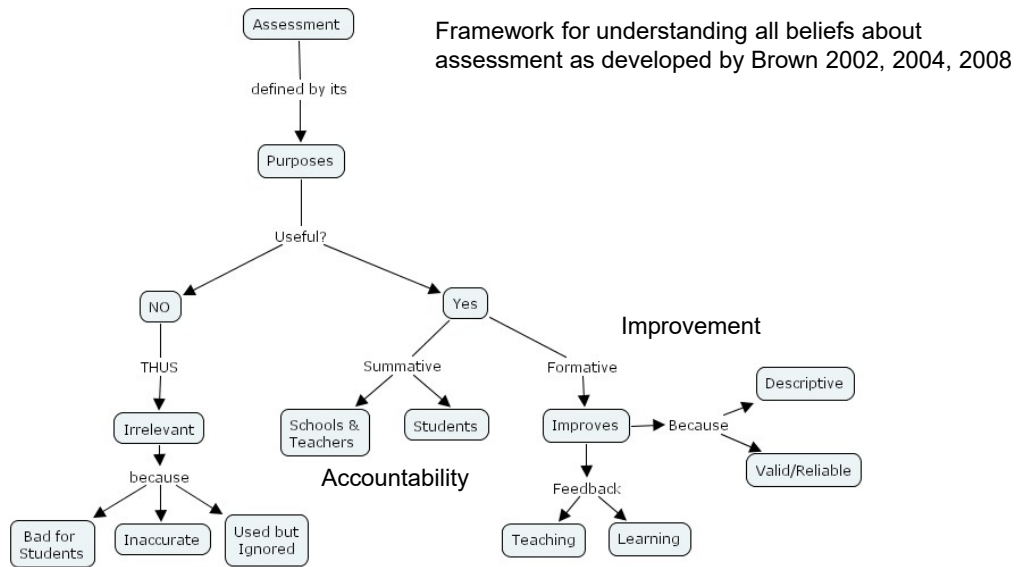 Assessment
Framework for understanding all beliefs about
assessment as developed by Brown 2002, 2004, 2008
defined by its
Purposes
Useful?
NO
Yes
Improvement
THUS
Summative
Formative
Descriptive
Irrelevant
Schools &
Teachers
Students
Improves
Because
Accountability
Valid/Reliable
because
Feedback
Bad for
Students
Inaccurate
Used but
Ignored
Teaching
Learning